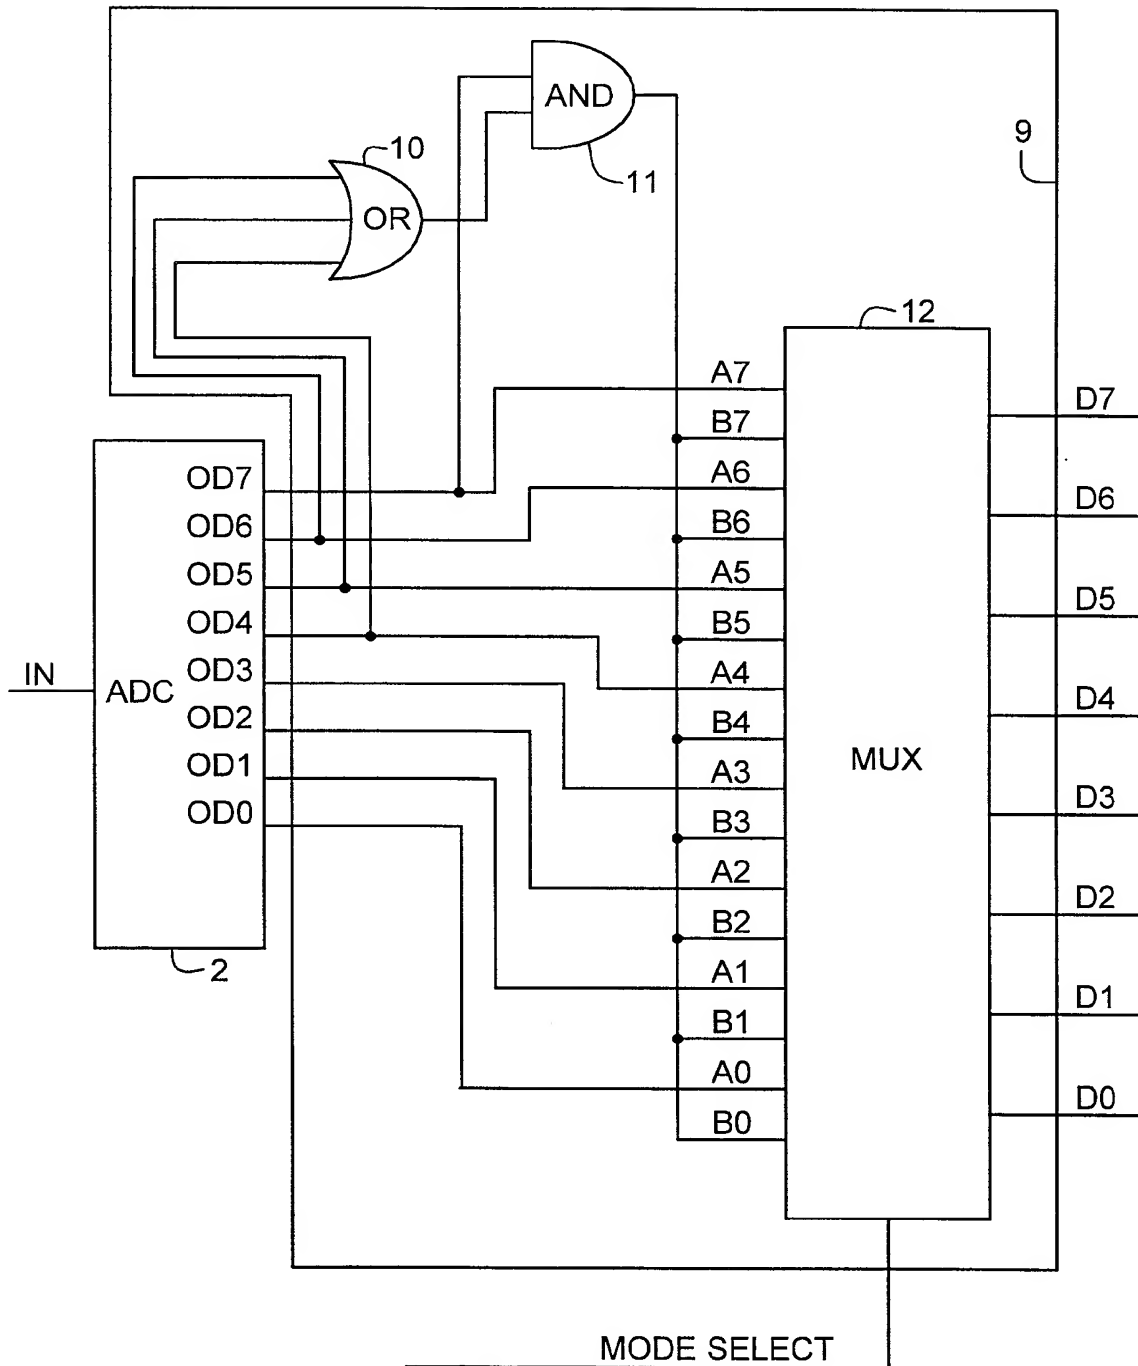 AND
9
10
11
OR
12
A7
D7
B7
OD7
A6
D6
OD6
B6
OD5
A5
D5
OD4
B5
IN
ADC
OD3
A4
D4
OD2
B4
MUX
OD1
A3
D3
OD0
B3
A2
D2
B2
2
A1
D1
B1
A0
D0
B0
MODE SELECT